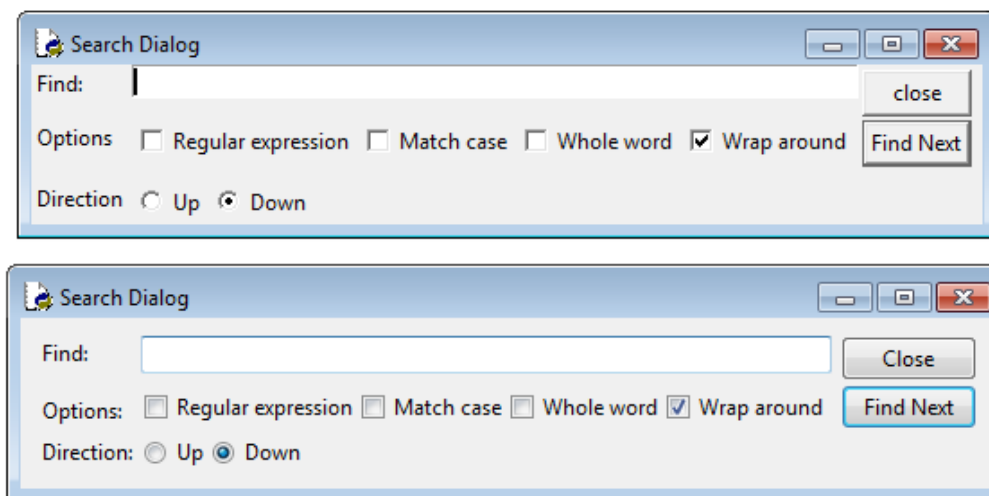 Search Dialog
Find:
close
Options Regular expression Match case Whole word Wrap around Find Next
Direction Up Down
Search Dialog
Find:
Close
Options: Regular expression Match case Whole word Wrap around Find Next
Direction: Up Down